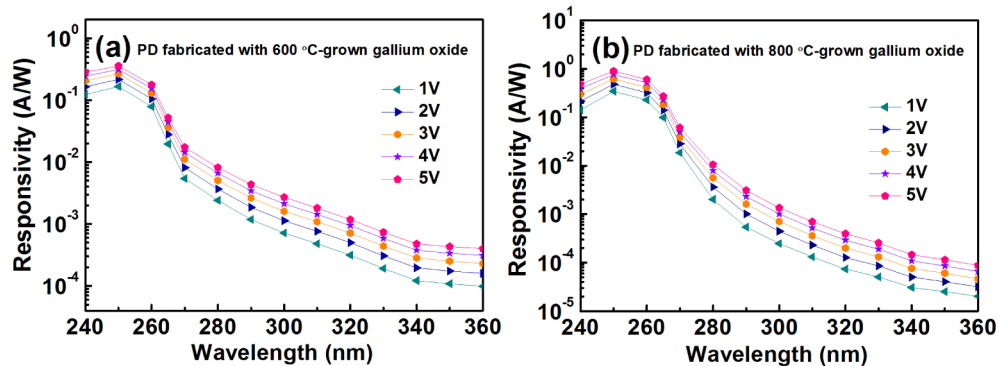 (a) PD fabricated with 600 °C-grown gallium oxide
Responsivity (A/W)
10⁰
10⁻¹
10⁻²
10⁻³
10⁻⁴
1V
2V
3V
4V
5V
240 260 280 300 320 340 360
Wavelength (nm)
(b) PD fabricated with 800 °C-grown gallium oxide
Responsivity (A/W)
10¹
10⁰
10⁻¹
10⁻²
10⁻³
10⁻⁴
10⁻⁵
1V
2V
3V
4V
5V
240 260 280 300 320 340 360
Wavelength (nm)